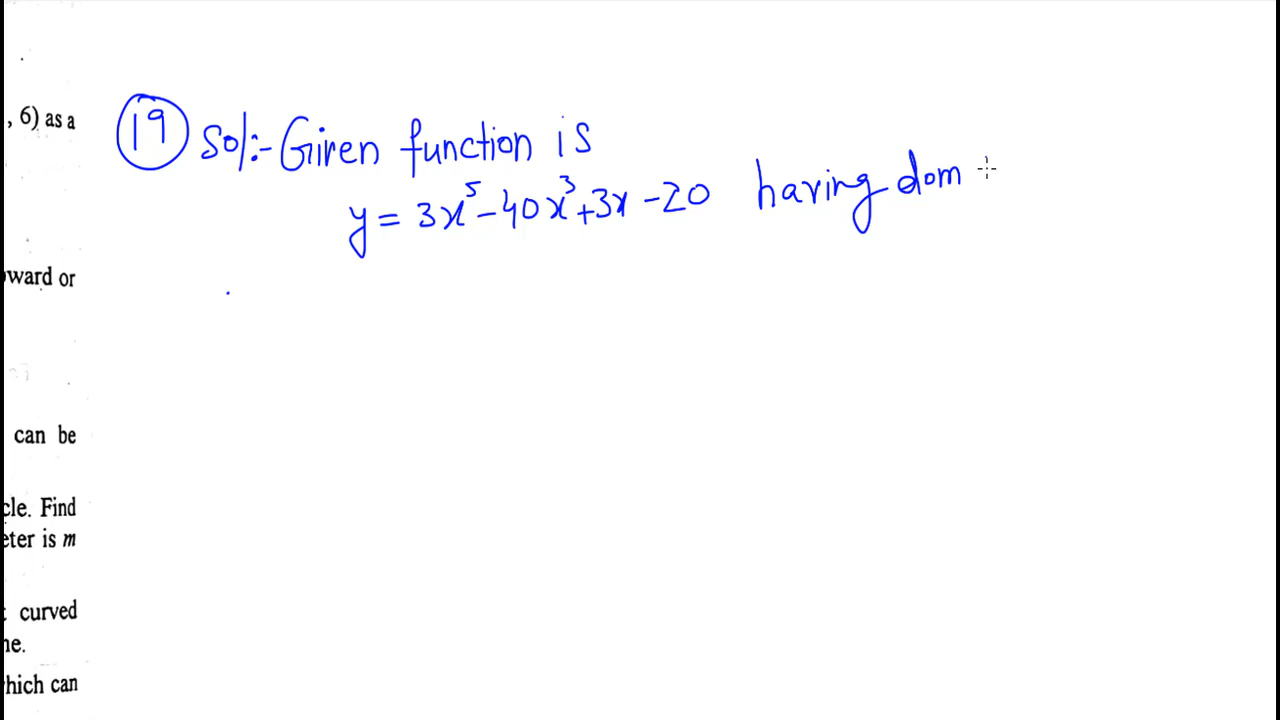 , 6) as a
19 Sol:- Given function is
y = 3x⁵ - 40x³ + 3x - 20 having dom
ward or
can be
cle. Find
eter is m
curved
ne.
hich can